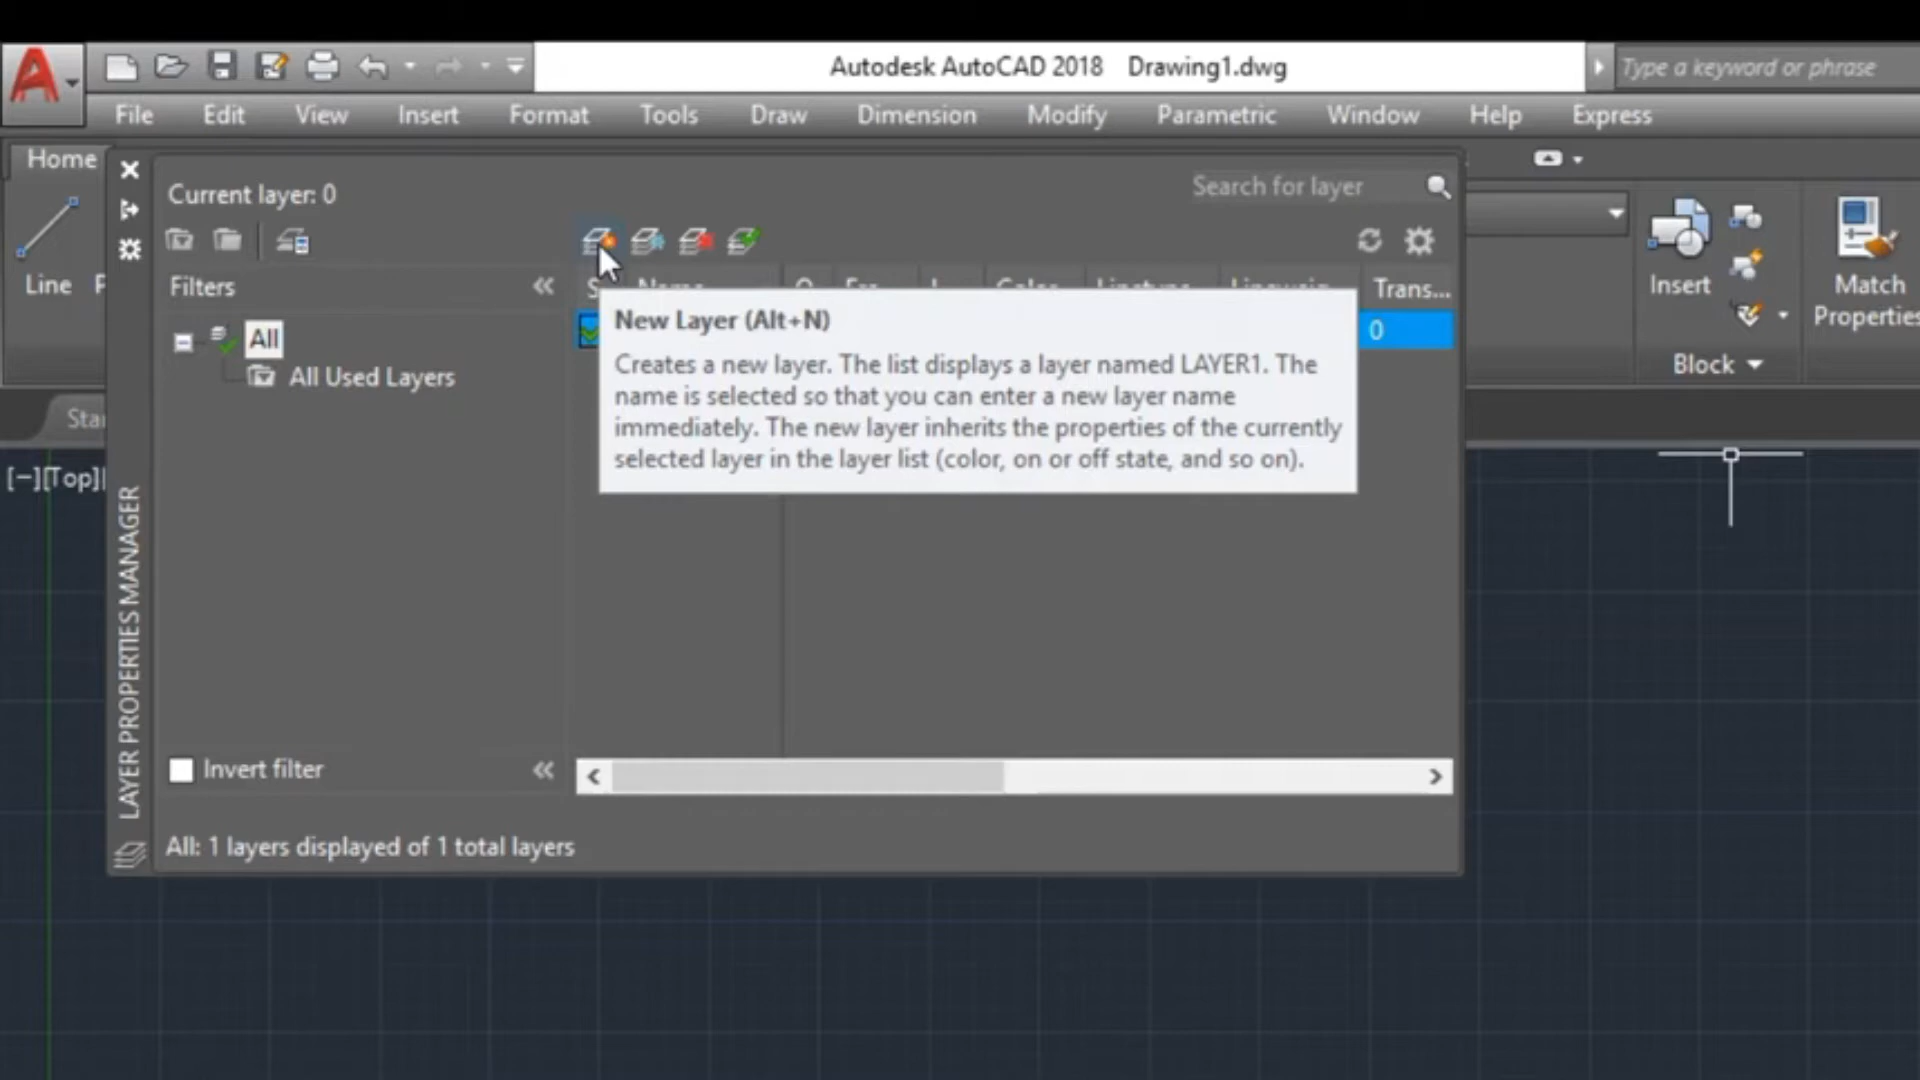 Autodesk AutoCAD 2018 Drawing1.dwg
Type a keyword or phrase
File Edit View Insert Format Tools Draw Dimension Modify Parametric Window Help Express
Home
Current layer: 0
Search for layer
Line
Filters
Trans...
New Layer (Alt+N)
Creates a new layer. The list displays a layer named LAYER1. The
name is selected so that you can enter a new layer name
immediately. The new layer inherits the properties of the currently
selected layer in the layer list (color, on or off state, and so on).
0
All
All Used Layers
Insert
Match
Properties
Block
[−][Top]
LAYER PROPERTIES MANAGER
Invert filter
All: 1 layers displayed of 1 total layers